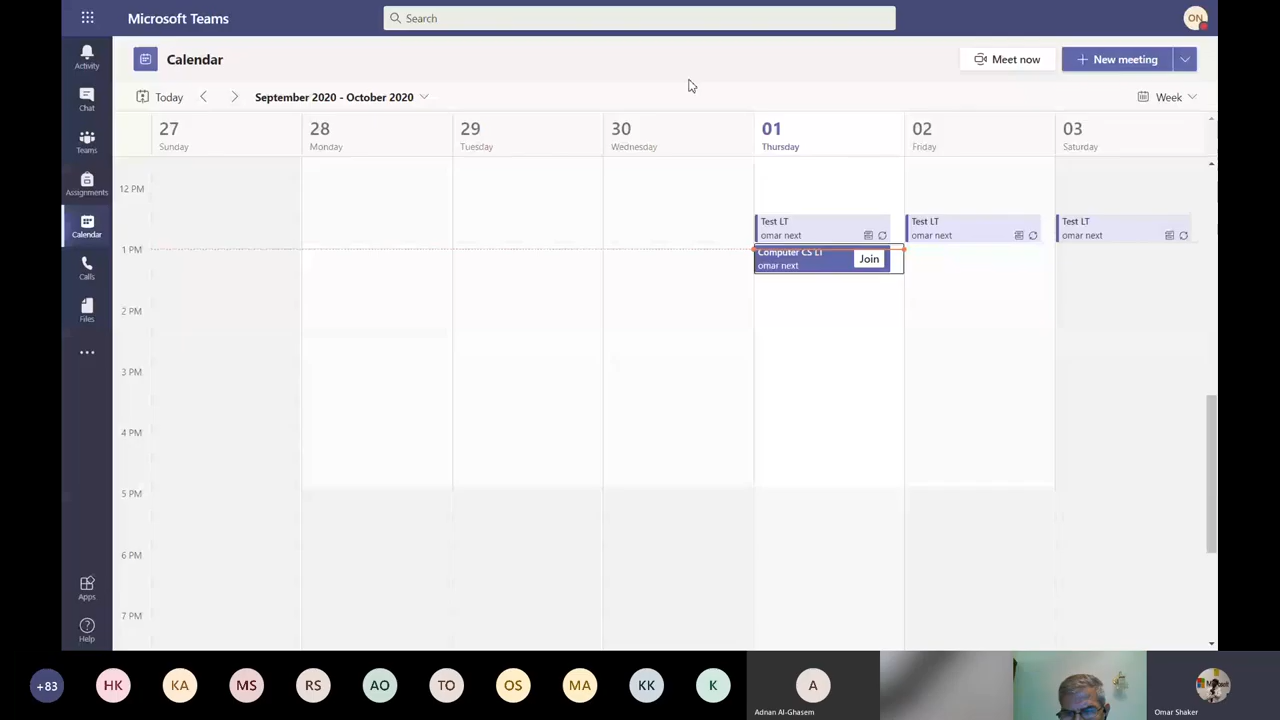 Microsoft Teams
Search
ON
Activity
Chat
Teams
Assignments
Calendar
Calls
Files
Apps
Help
Calendar
Meet now
New meeting
Today
September 2020 - October 2020
Week
27
Sunday
28
Monday
29
Tuesday
30
Wednesday
01
Thursday
02
Friday
03
Saturday
12 PM
1 PM
2 PM
3 PM
4 PM
5 PM
6 PM
7 PM
Test LT
omar next
Computer CS LT
omar next
Join
Test LT
omar next
Test LT
omar next
+83
HK
KA
MS
RS
AO
TO
OS
MA
KK
K
A
Adnan Al-Ghasem
Omar Shaker